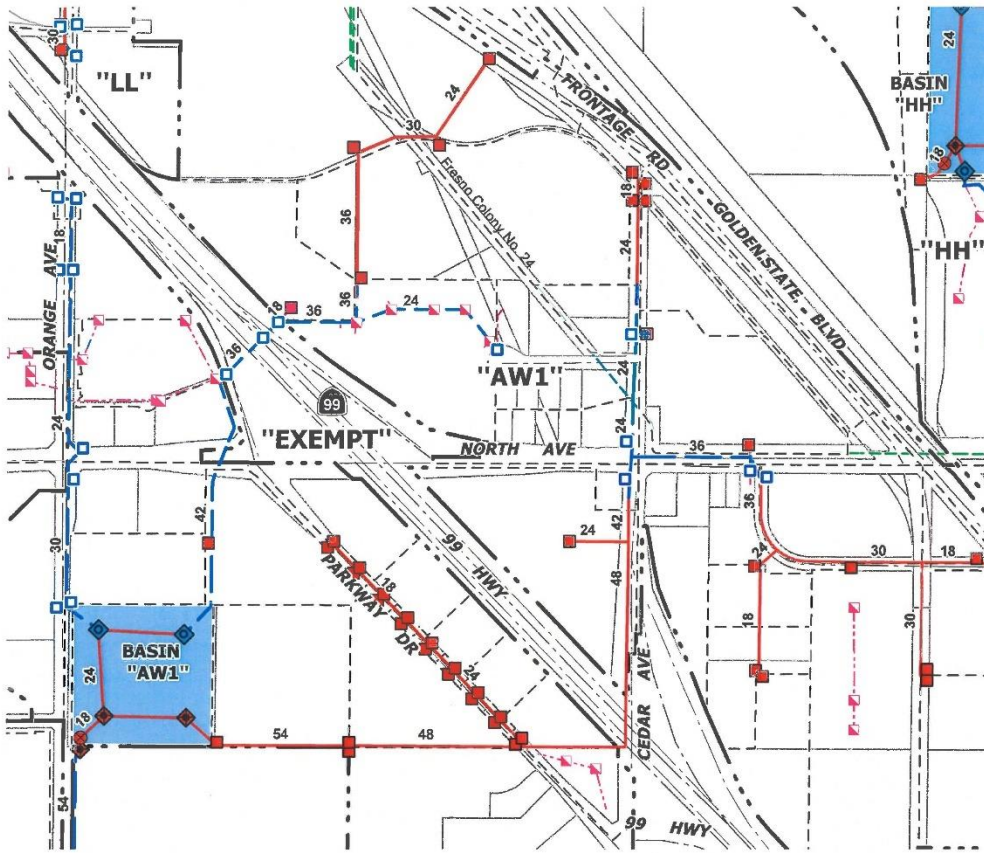 30
"LL"
24
30
FRONTAGE RD
24
BASIN
"HH"
18
Fresno Colony No. 24
18
36
18
24
GOLDEN STATE BLVD
"HH"
ORANGE AVE
36
24
18
36
36
24
"AW1"
99
24
"EXEMPT"
24
NORTH AVE
36
42
42
24
36
30
99 HWY
48
24
30
18
PARKWAY DR
18
18
30
BASIN
"AW1"
24
24
CEDAR AVE
18
54
48
54
99 HWY